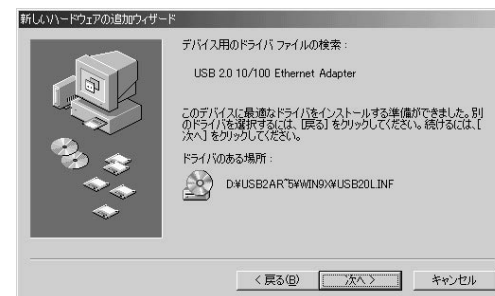 新しいハードウェアの追加ウィザード
デバイス用のドライバ ファイルの検索 :
USB 2.0 10/100 Ethernet Adapter
このデバイスに最適なドライバをインストールする準備ができました。別
のドライバを選択するには、[戻る] をクリックしてください。続けるには、[
次へ] をクリックしてください。
ドライバのある場所 :
D:¥USB2AR~5¥WIN9X¥USB20L.INF
< 戻る(B)
次へ >
キャンセル